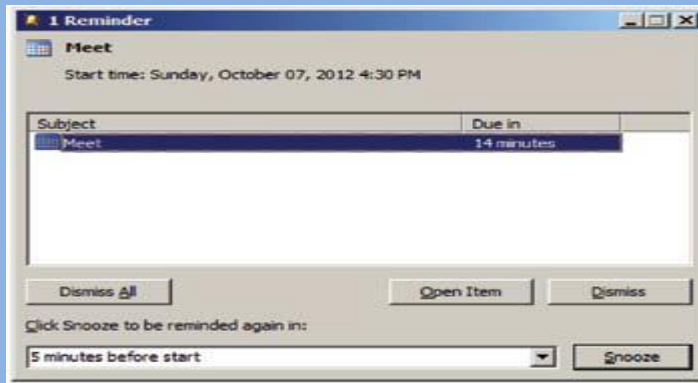 1 Reminder
Meet
Start time: Sunday, October 07, 2012 4:30 PM
Subject Due in
Meet 14 minutes
Dismiss All Open Item Dismiss
Click Snooze to be reminded again in:
5 minutes before start Snooze